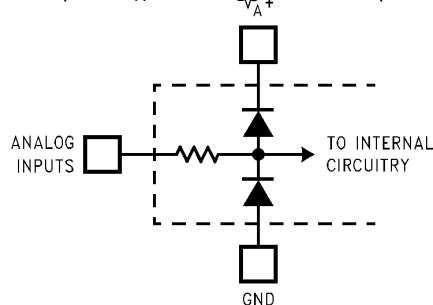 V_A+
ANALOG
INPUTS
TO INTERNAL
CIRCUITRY
GND